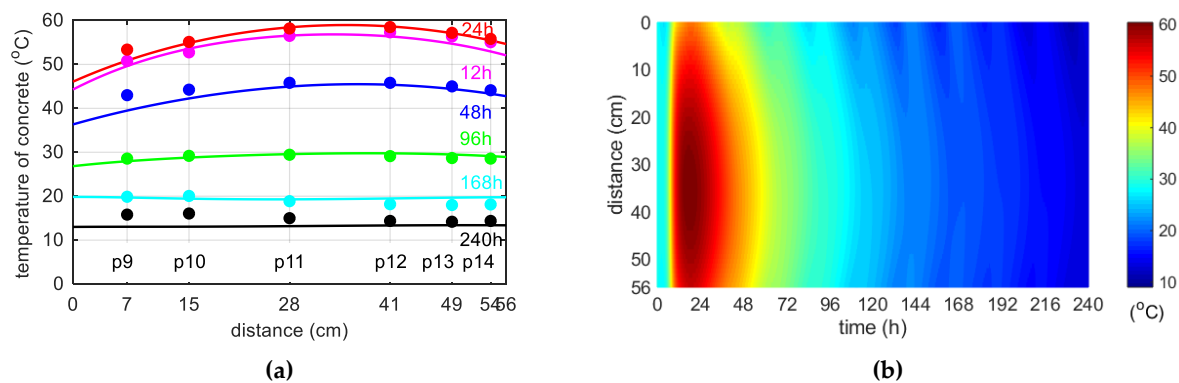 60
50
40
30
20
10
0
temperature of concrete (°C)
24h
12h
48h
96h
168h
240h
p9 p10 p11 p12 p13 p14
0 7 15 28 41 49 54 56
distance (cm)
(a)
0
10
20
30
40
50
56
distance (cm)
0 24 48 72 96 120 144 168 192 216 240
time (h)
60
50
40
30
20
10
(°C)
(b)